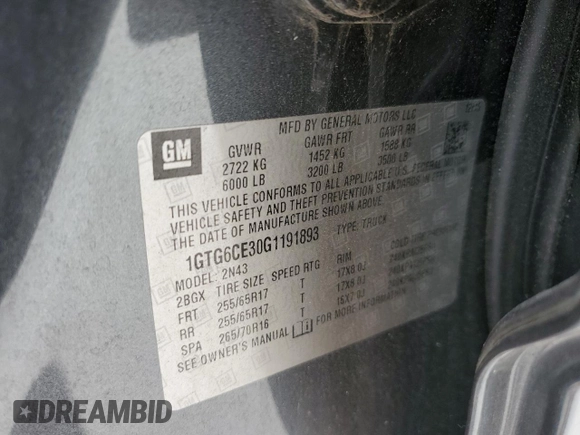 GM
MFD BY GENERAL MOTORS LLC
GVWR GAWR FRT GAWR RR
2722 KG 1452 KG 1588 KG
6000 LB 3200 LB 3500 LB
THIS VEHICLE CONFORMS TO ALL APPLICABLE U.S. FEDERAL
VEHICLE SAFETY AND THEFT PREVENTION STANDARDS IN EFFECT ON
THE DATE OF MANUFACTURE SHOWN ABOVE.
1GTG6CE30G1191893 TYPE: TRUCK
MODEL: 2N43
2BGX TIRE SIZE SPEED RTG RIM
FRT 255/65R17 T 17X8.0J
RR 255/65R17 T 17X8.0J
SPA 265/70R16 T 16X7.0J
SEE OWNER'S MANUAL FOR MORE INFORMATION.
DREAMBID